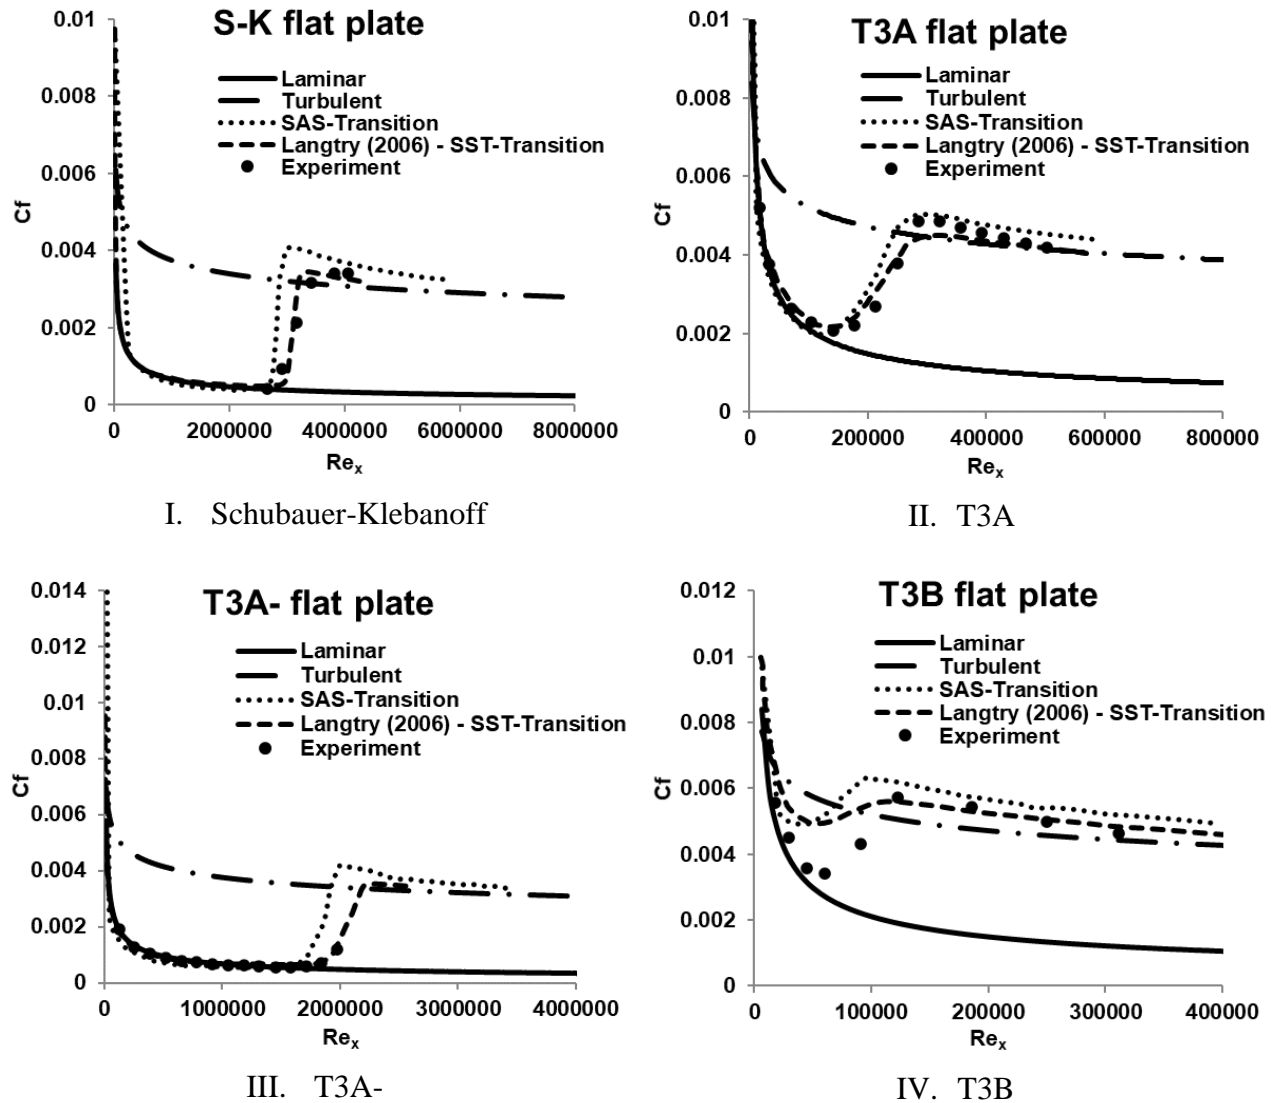 S-K flat plate
Laminar
Turbulent
SAS-Transition
Langtry (2006) - SST-Transition
Experiment
0.01
0.008
0.006
0.004
0.002
0
Cf
0 2000000 4000000 6000000 8000000
Rex
I. Schubauer-Klebanoff
T3A flat plate
Laminar
Turbulent
SAS-Transition
Langtry (2006) - SST-Transition
Experiment
0.01
0.008
0.006
0.004
0.002
0
Cf
0 200000 400000 600000 800000
Rex
II. T3A
T3A- flat plate
Laminar
Turbulent
SAS-Transition
Langtry (2006) - SST-Transition
Experiment
0.014
0.012
0.01
0.008
0.006
0.004
0.002
0
Cf
0 1000000 2000000 3000000 4000000
Rex
III. T3A-
T3B flat plate
Laminar
Turbulent
SAS-Transition
Langtry (2006) - SST-Transition
Experiment
0.012
0.01
0.008
0.006
0.004
0.002
0
Cf
0 100000 200000 300000 400000
Rex
IV. T3B